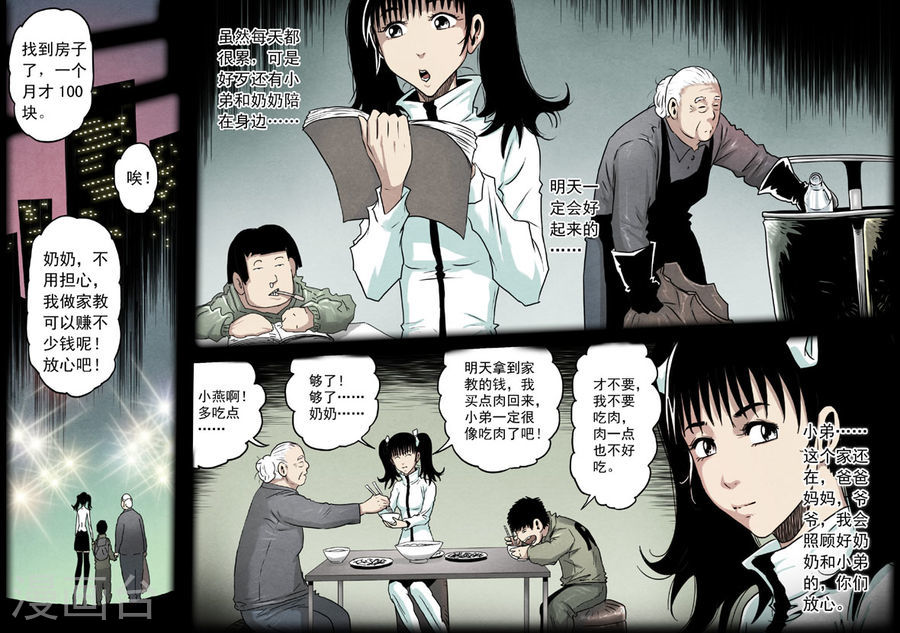 找到房子
了，一个
月才100
块。
唉！
奶奶，不
用担心，
我做家教
可以赚不
少钱呢！
放心吧！
虽然每天都
很累，可是
好歹还有小
弟和奶奶陪
在身边……
明天一
定会好
起来的
……
小燕啊！
多吃点
……
够了！
够了……
奶奶……
明天拿到家
教的钱，我
买点肉回来，
小弟一定很
像吃肉了吧！
才不要，
我不要
吃肉，
肉一点
也不好
吃。
小弟……
这个家还
在，爸爸
妈妈，爷
爷，我会
照顾好奶
奶和小弟
的，你们
放心。
漫画台